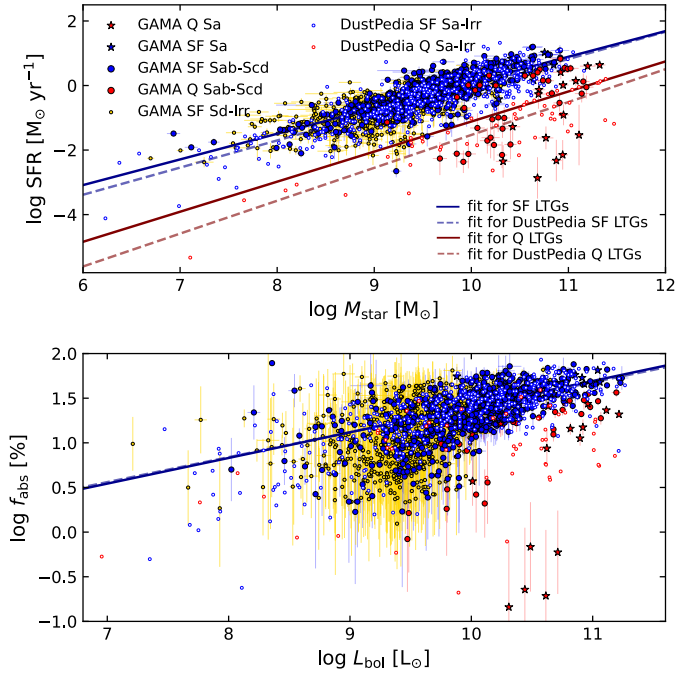 GAMA Q Sa
GAMA SF Sa
GAMA SF Sab-Scd
GAMA Q Sab-Scd
GAMA SF Sd-Irr
DustPedia SF Sa-Irr
DustPedia Q Sa-Irr
2
0
−2
−4
log SFR [M⊙ yr⁻¹]
fit for SF LTGs
fit for DustPedia SF LTGs
fit for Q LTGs
fit for DustPedia Q LTGs
6 7 8 9 10 11 12
log Mstar [M⊙]
2.0
1.5
1.0
0.5
0.0
−0.5
−1.0
log fabs [%]
7 8 9 10 11
log Lbol [L⊙]